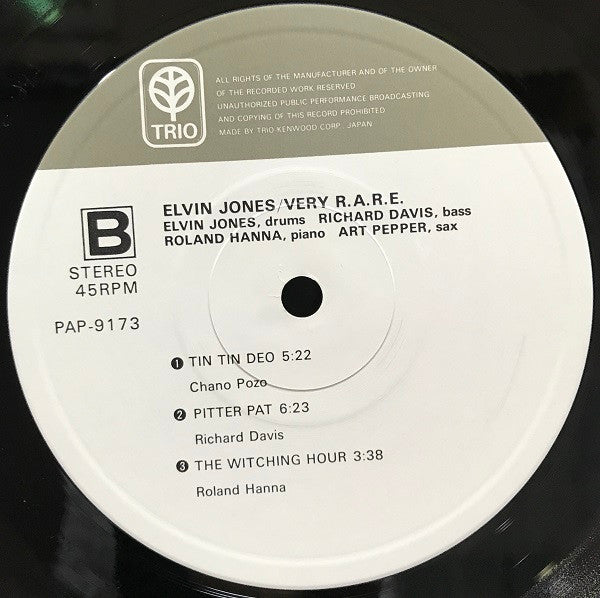 TRIO
ALL RIGHTS OF THE MANUFACTURER AND OF THE OWNER
OF THE RECORDED WORK RESERVED
UNAUTHORIZED PUBLIC PERFORMANCE BROADCASTING
AND COPYING OF THIS RECORD PROHIBITED
MADE BY TRIO KENWOOD CORP., JAPAN
B
STEREO
45RPM
PAP-9173
ELVIN JONES/VERY R.A.R.E.
ELVIN JONES, drums RICHARD DAVIS, bass
ROLAND HANNA, piano ART PEPPER, sax
❶ TIN TIN DEO 5:22
Chano Pozo
❷ PITTER PAT 6:23
Richard Davis
❸ THE WITCHING HOUR 3:38
Roland Hanna